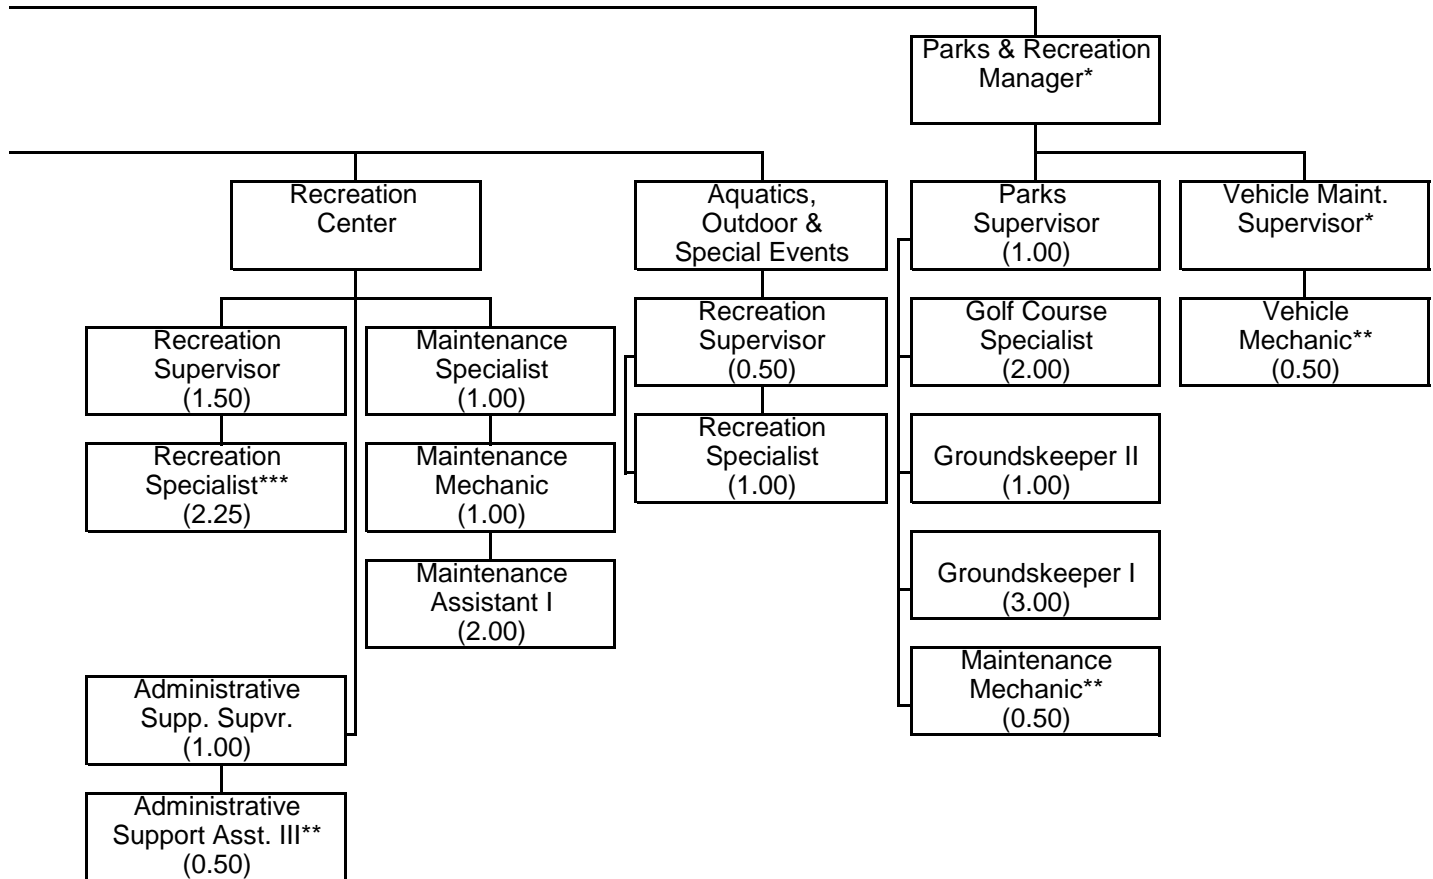 Parks & Recreation
Manager*
Recreation
Center
Aquatics,
Outdoor &
Special Events
Parks
Supervisor
(1.00)
Vehicle Maint.
Supervisor*
Recreation
Supervisor
(1.50)
Maintenance
Specialist
(1.00)
Recreation
Supervisor
(0.50)
Golf Course
Specialist
(2.00)
Vehicle
Mechanic**
(0.50)
Recreation
Specialist***
(2.25)
Maintenance
Mechanic
(1.00)
Recreation
Specialist
(1.00)
Groundskeeper II
(1.00)
Maintenance
Assistant I
(2.00)
Groundskeeper I
(3.00)
Administrative
Supp. Supvr.
(1.00)
Maintenance
Mechanic**
(0.50)
Administrative
Support Asst. III**
(0.50)